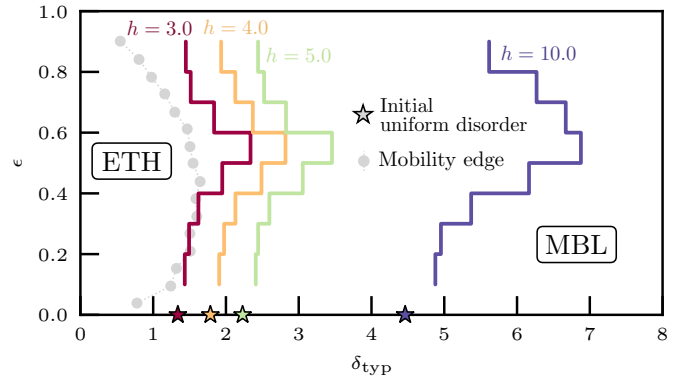 1.0
0.8
0.6
0.4
0.2
0.0
ϵ
h = 3.0
h = 4.0
h = 5.0
h = 10.0
Initial
uniform disorder
Mobility edge
ETH
MBL
0 1 2 3 4 5 6 7 8
δtyp